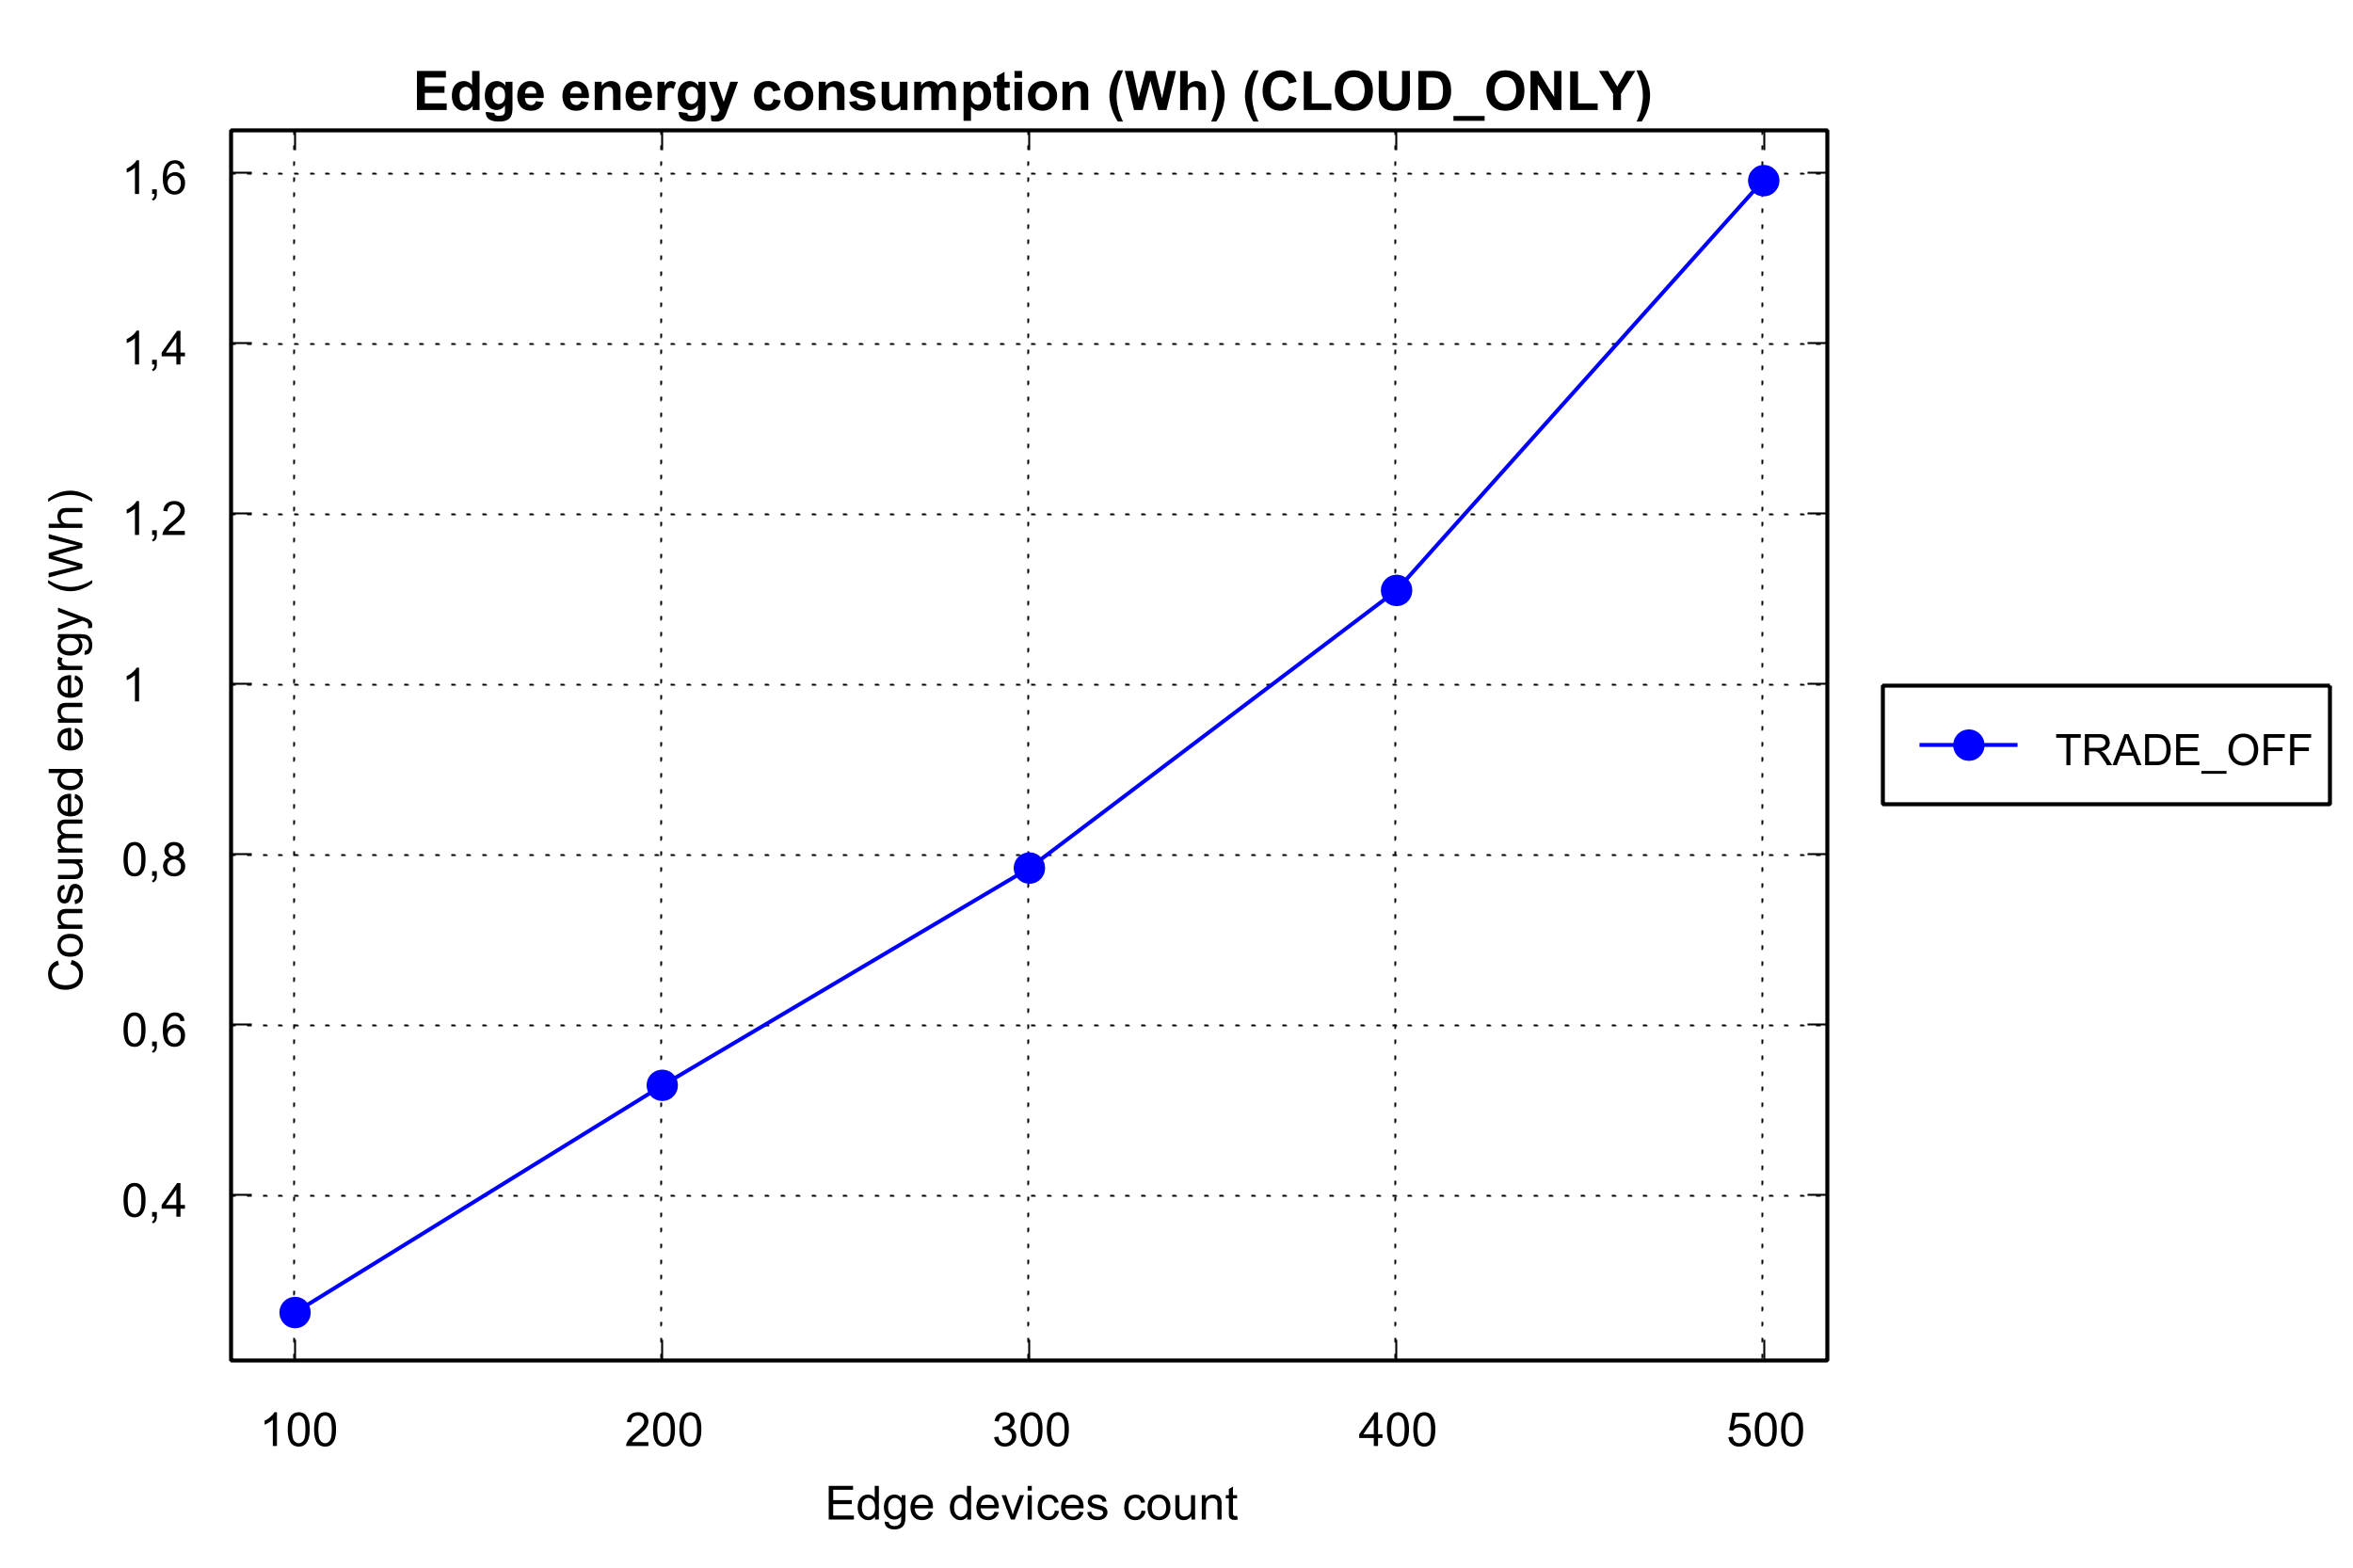 Edge energy consumption (Wh) (CLOUD_ONLY)
Consumed energy (Wh)
1,6
1,4
1,2
1
0,8
0,6
0,4
100 200 300 400 500
Edge devices count
TRADE_OFF